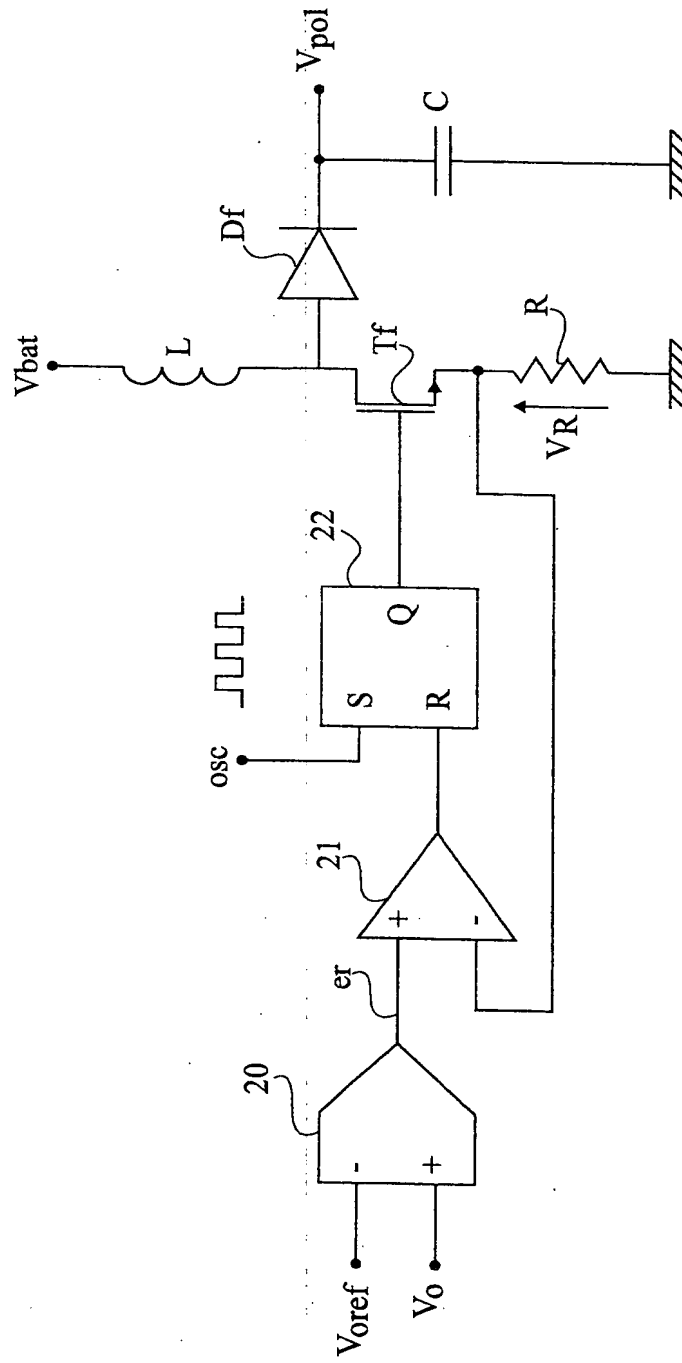 Vbat
L
Df
Vpol
C
osc
22
S
R
Q
Tf
VR
R
20
-
+
Voref
Vo
er
21
+
-